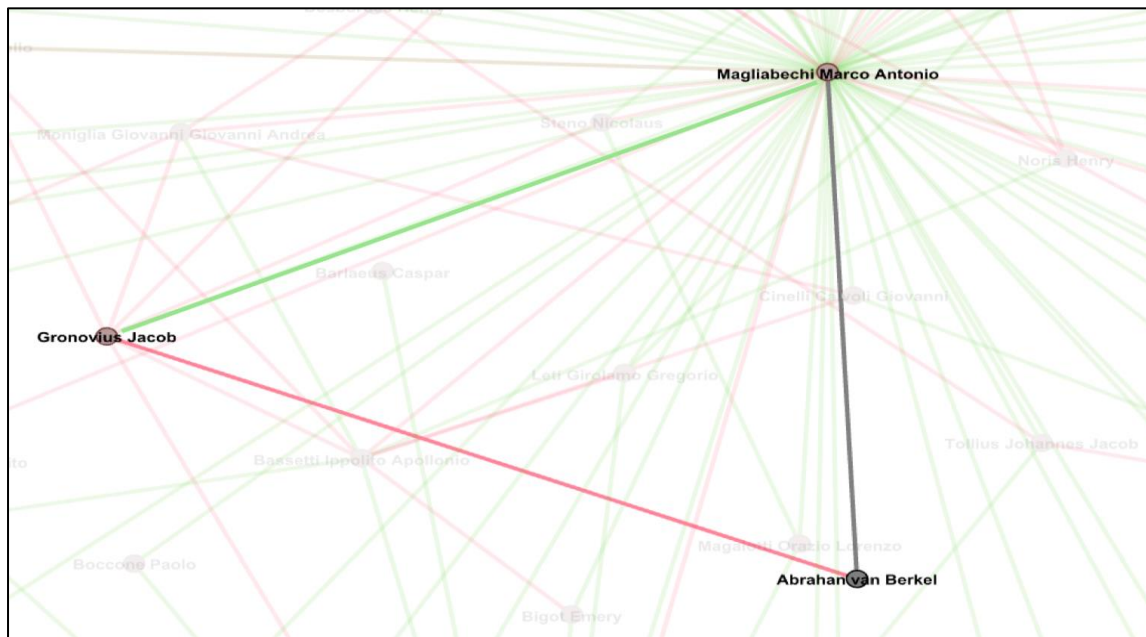 Magliabechi Marco Antonio
Moniglia Giovanni Giovanni Andrea
Steno Nicolaus
Noris Henry
Barlaeus Caspar
Cinelli Calvoli Giovanni
Gronovius Jacob
Leti Girolamo Gregorio
Tollius Johannes Jacob
Bassetti Ippolito Apollonio
Magalotti Orazio Lorenzo
Boccone Paolo
Abrahan van Berkel
Bigot Emery